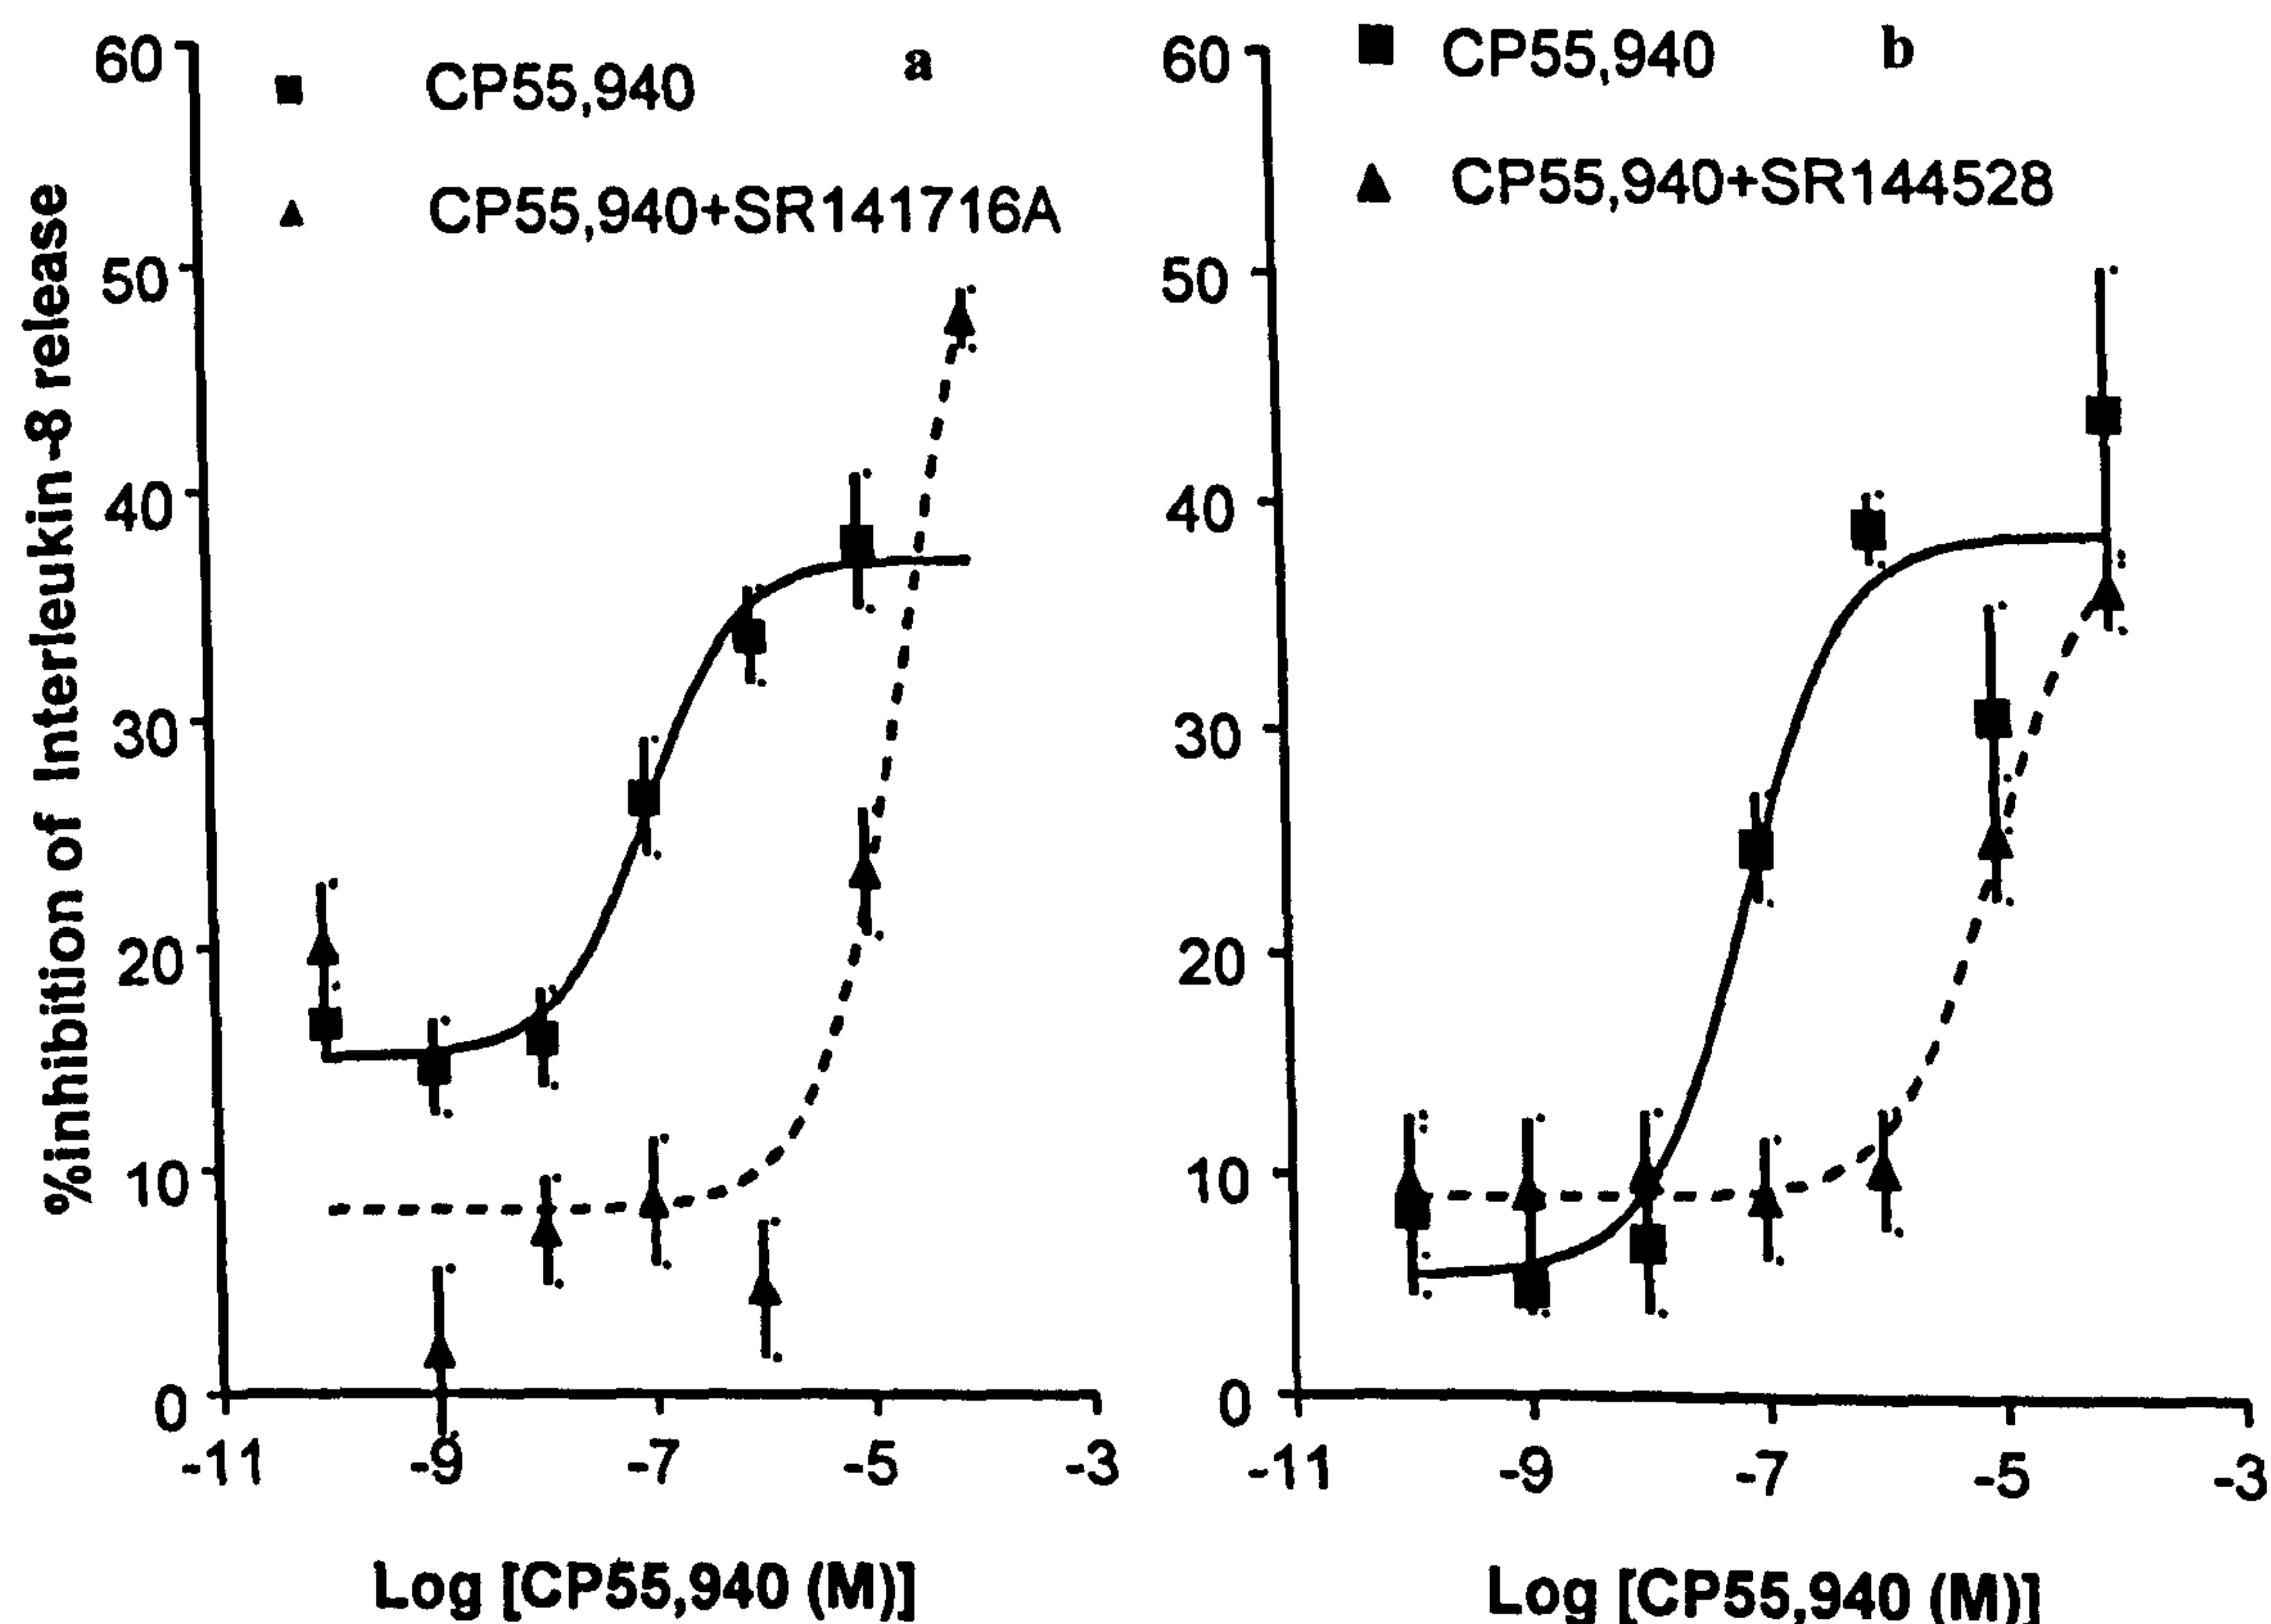 %inhibition of Interleukin-8 release
a
CP55,940
CP55,940+SR141716A
60
50
40
30
20
10
0
-11
-9
-7
-5
-3
Log [CP55,940 (M)]
b
CP55,940
CP55,940+SR144528
60
50
40
30
20
10
0
-11
-9
-7
-5
-3
Log [CP55,940 (M)]